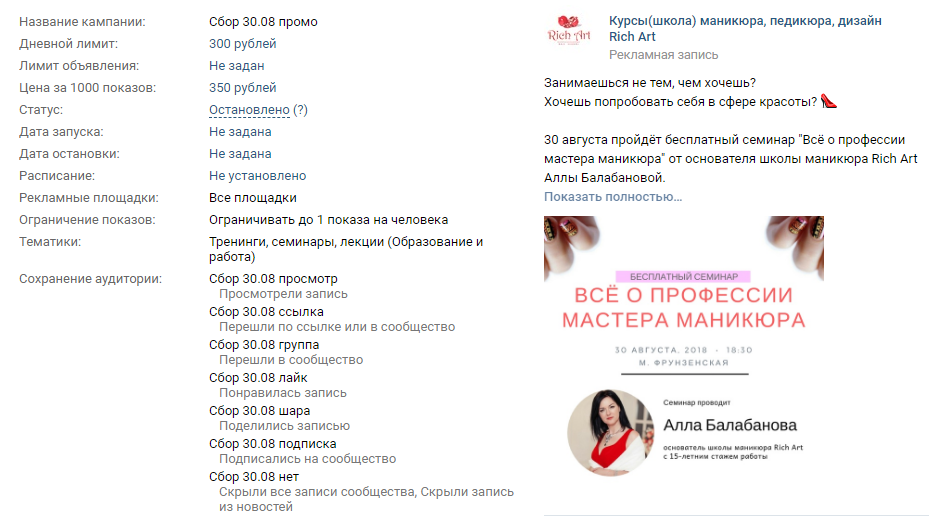 Название кампании: Сбор 30.08 промо
Дневной лимит: 300 рублей
Лимит объявления: Не задан
Цена за 1000 показов: 350 рублей
Статус: Остановлено (?)
Дата запуска: Не задана
Дата остановки: Не задана
Расписание: Не установлено
Рекламные площадки: Все площадки
Ограничение показов: Ограничивать до 1 показа на человека
Тематики: Тренинги, семинары, лекции (Образование и
работа)
Сохранение аудитории: Сбор 30.08 просмотр
Просмотрели запись
Сбор 30.08 ссылка
Перешли по ссылке или в сообщество
Сбор 30.08 группа
Перешли в сообщество
Сбор 30.08 лайк
Понравилась запись
Сбор 30.08 шара
Поделились записью
Сбор 30.08 подписка
Подписались на сообщество
Сбор 30.08 нет
Скрыли все записи сообщества, Скрыли запись
из новостей
Rich Art
Курсы(школа) маникюра, педикюра, дизайн
Rich Art
Рекламная запись
Занимаешься не тем, чем хочешь?
Хочешь попробовать себя в сфере красоты? 👠
30 августа пройдёт бесплатный семинар "Всё о профессии
мастера маникюра" от основателя школы маникюра Rich Art
Аллы Балабановой.
Показать полностью…
БЕСПЛАТНЫЙ СЕМИНАР
ВСЁ О ПРОФЕССИИ
МАСТЕРА МАНИКЮРА
30 АВГУСТА, 2018 - 18:30
М. ФРУНЗЕНСКАЯ
Семинар проводит
Алла Балабанова
основатель школы маникюра Rich Art
с 15-летним стажем работы